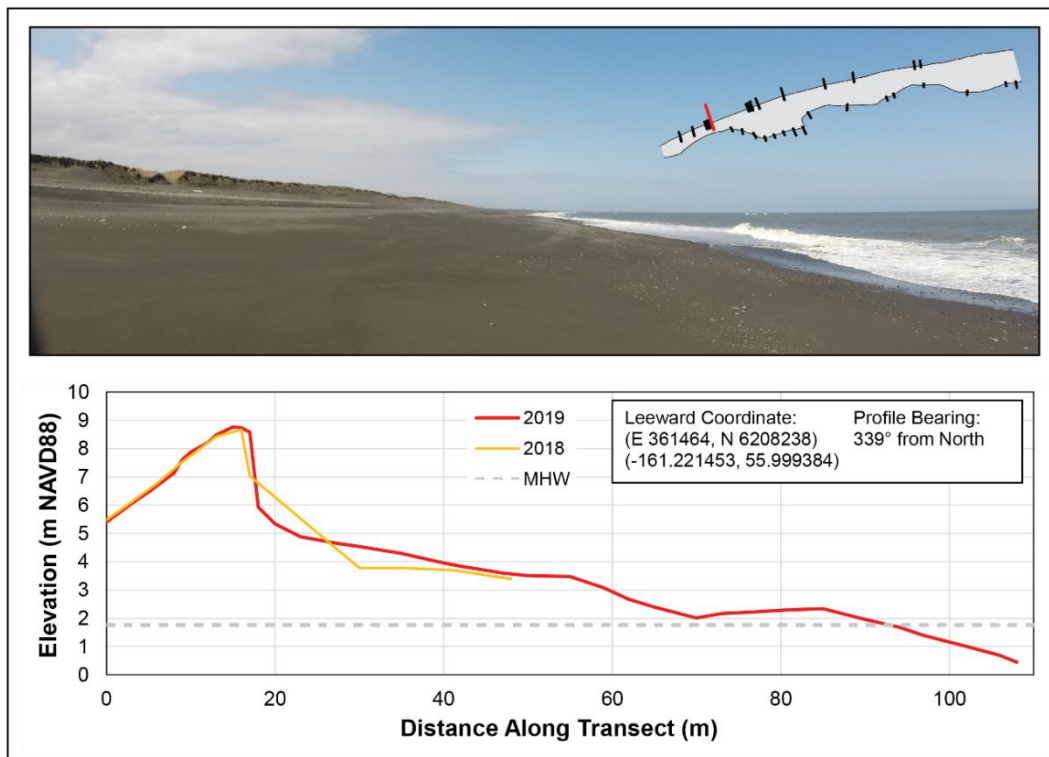 10
9
8
7
6
5
4
3
2
1
0
Elevation (m NAVD88)
2019
2018
MHW
Leeward Coordinate:
(E 361464, N 6208238)
(-161.221453, 55.999384)
Profile Bearing:
339° from North
0 20 40 60 80 100
Distance Along Transect (m)